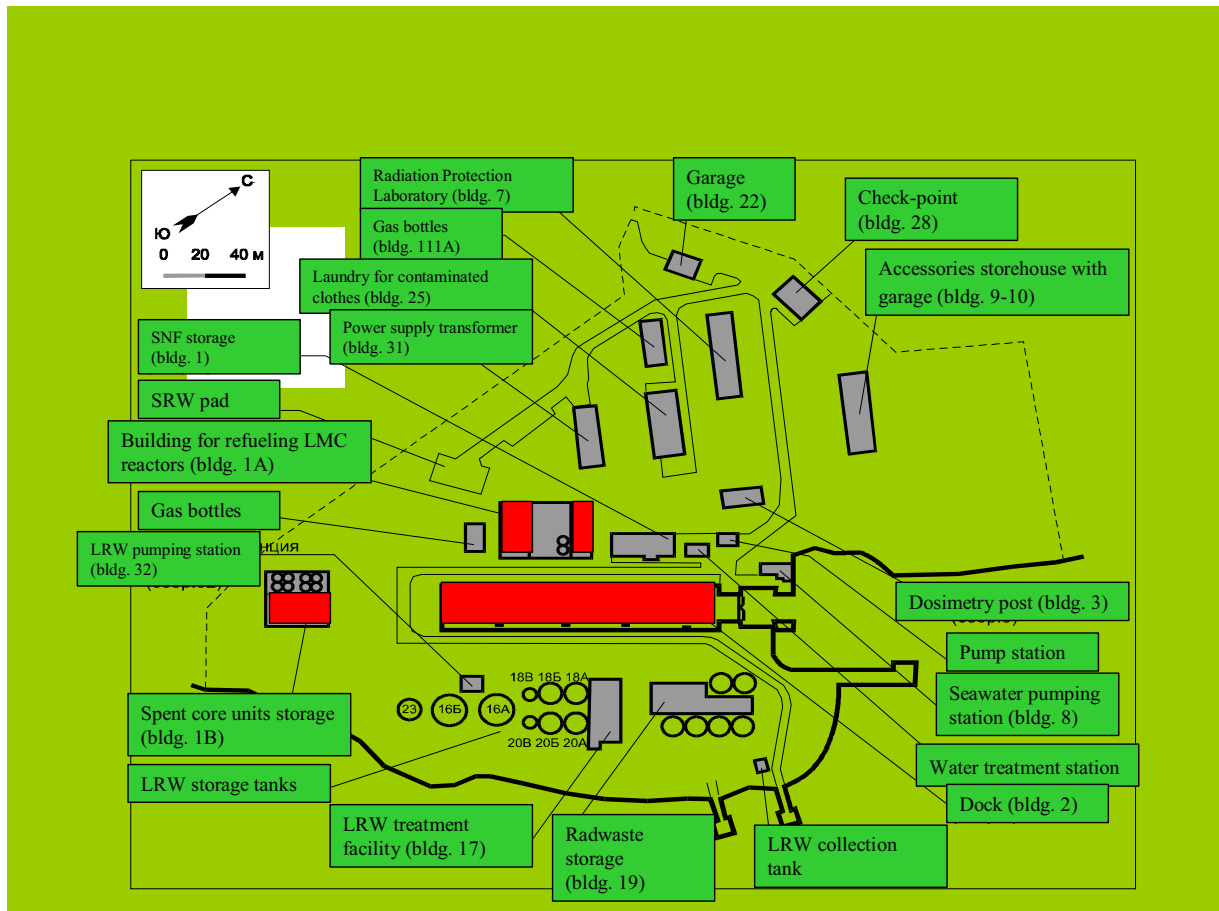 С
Ю
0 20 40 м
Radiation Protection
Laboratory (bldg. 7)
Garage
(bldg. 22)
Check-point
(bldg. 28)
Gas bottles
(bldg. 111A)
Accessories storehouse with
garage (bldg. 9-10)
Laundry for contaminated
clothes (bldg. 25)
Power supply transformer
(bldg. 31)
SNF storage
(bldg. 1)
SRW pad
Building for refueling LMC
reactors (bldg. 1A)
Gas bottles
LRW pumping station
(bldg. 32)
нция
Dosimetry post (bldg. 3)
Pump station
Seawater pumping
station (bldg. 8)
Water treatment station
Dock (bldg. 2)
18В 18Б 18А
23 16Б 16А
20В 20Б 20А
Spent core units storage
(bldg. 1B)
LRW storage tanks
LRW treatment
facility (bldg. 17)
Radwaste
storage
(bldg. 19)
LRW collection
tank